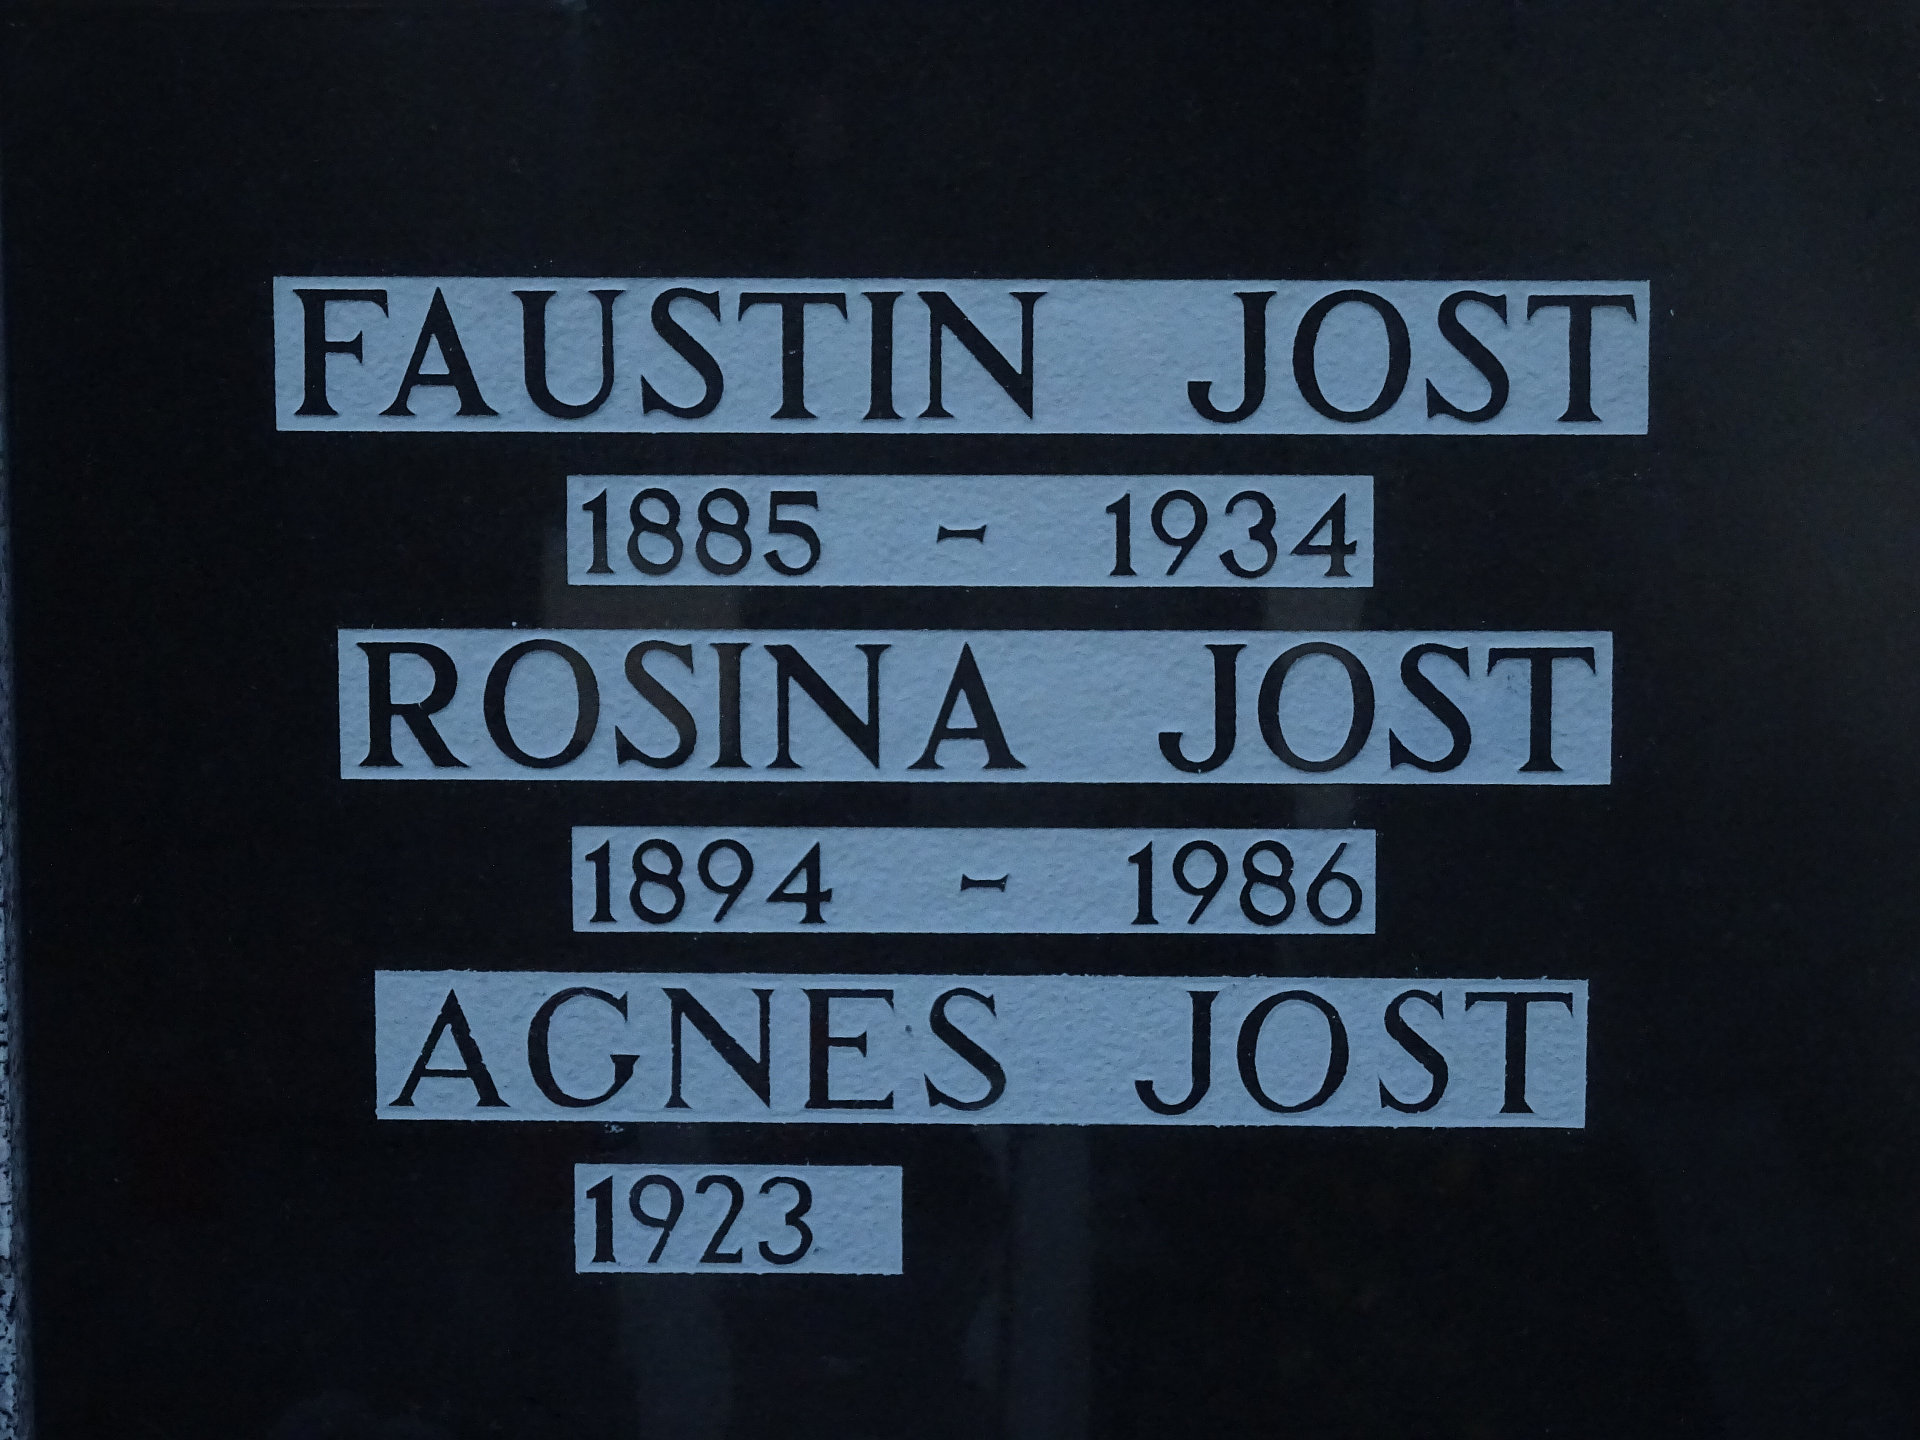 FAUSTIN JOST
1885 - 1934
ROSINA JOST
1894 - 1986
AGNES JOST
1923